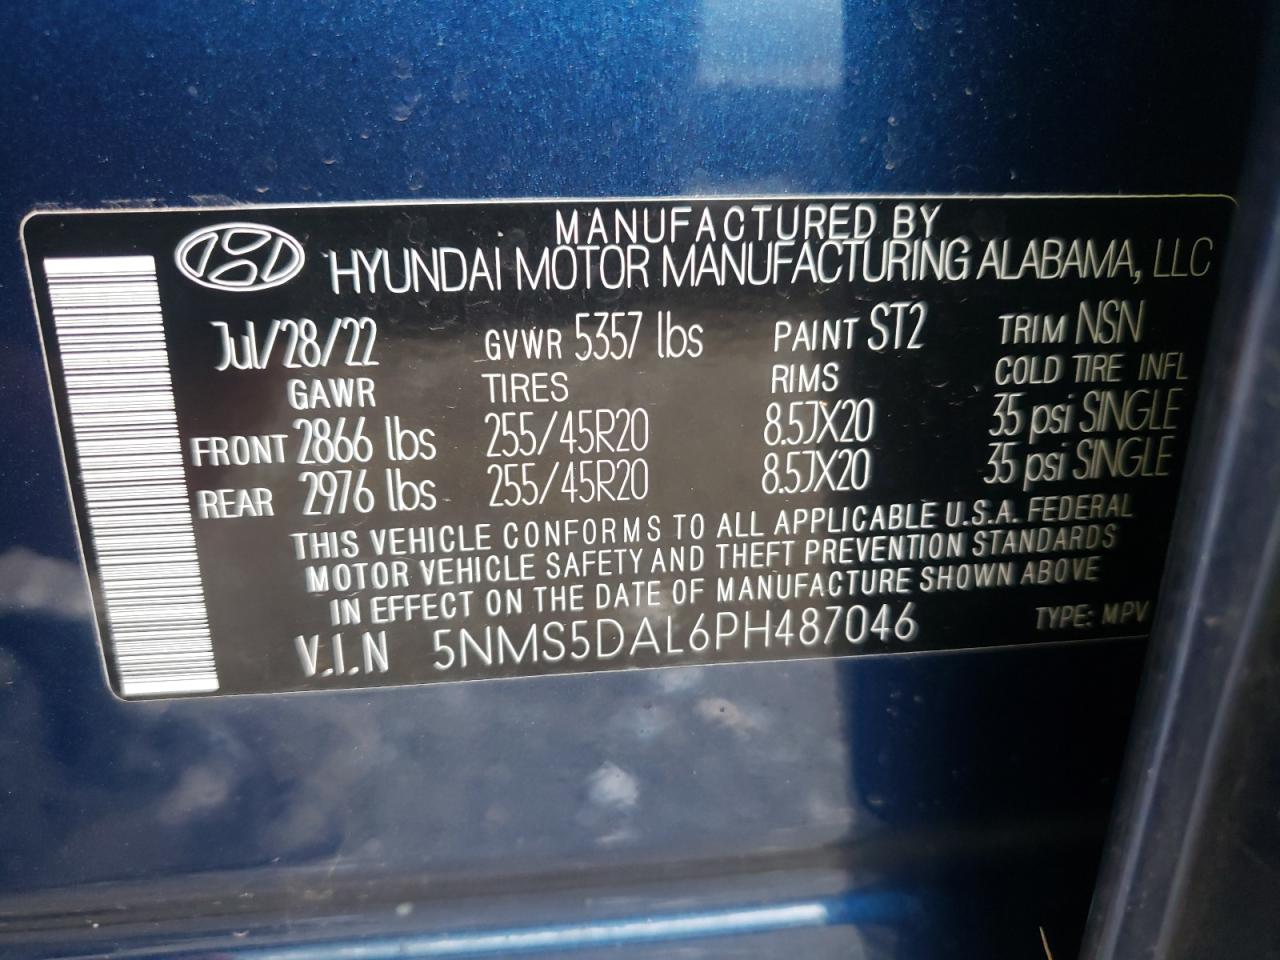 MANUFACTURED BY
HYUNDAI MOTOR MANUFACTURING ALABAMA, LLC
Jul/28/22 GVWR 5357 lbs PAINT ST2 TRIM NSN
GAWR TIRES RIMS COLD TIRE INFL
FRONT 2866 lbs 255/45R20 8.5JX20 35 psi SINGLE
REAR 2976 lbs 255/45R20 8.5JX20 35 psi SINGLE
THIS VEHICLE CONFORMS TO ALL APPLICABLE U.S.A. FEDERAL
MOTOR VEHICLE SAFETY AND THEFT PREVENTION STANDARDS
IN EFFECT ON THE DATE OF MANUFACTURE SHOWN ABOVE
V.I.N 5NMS5DAL6PH487046 TYPE: MPV